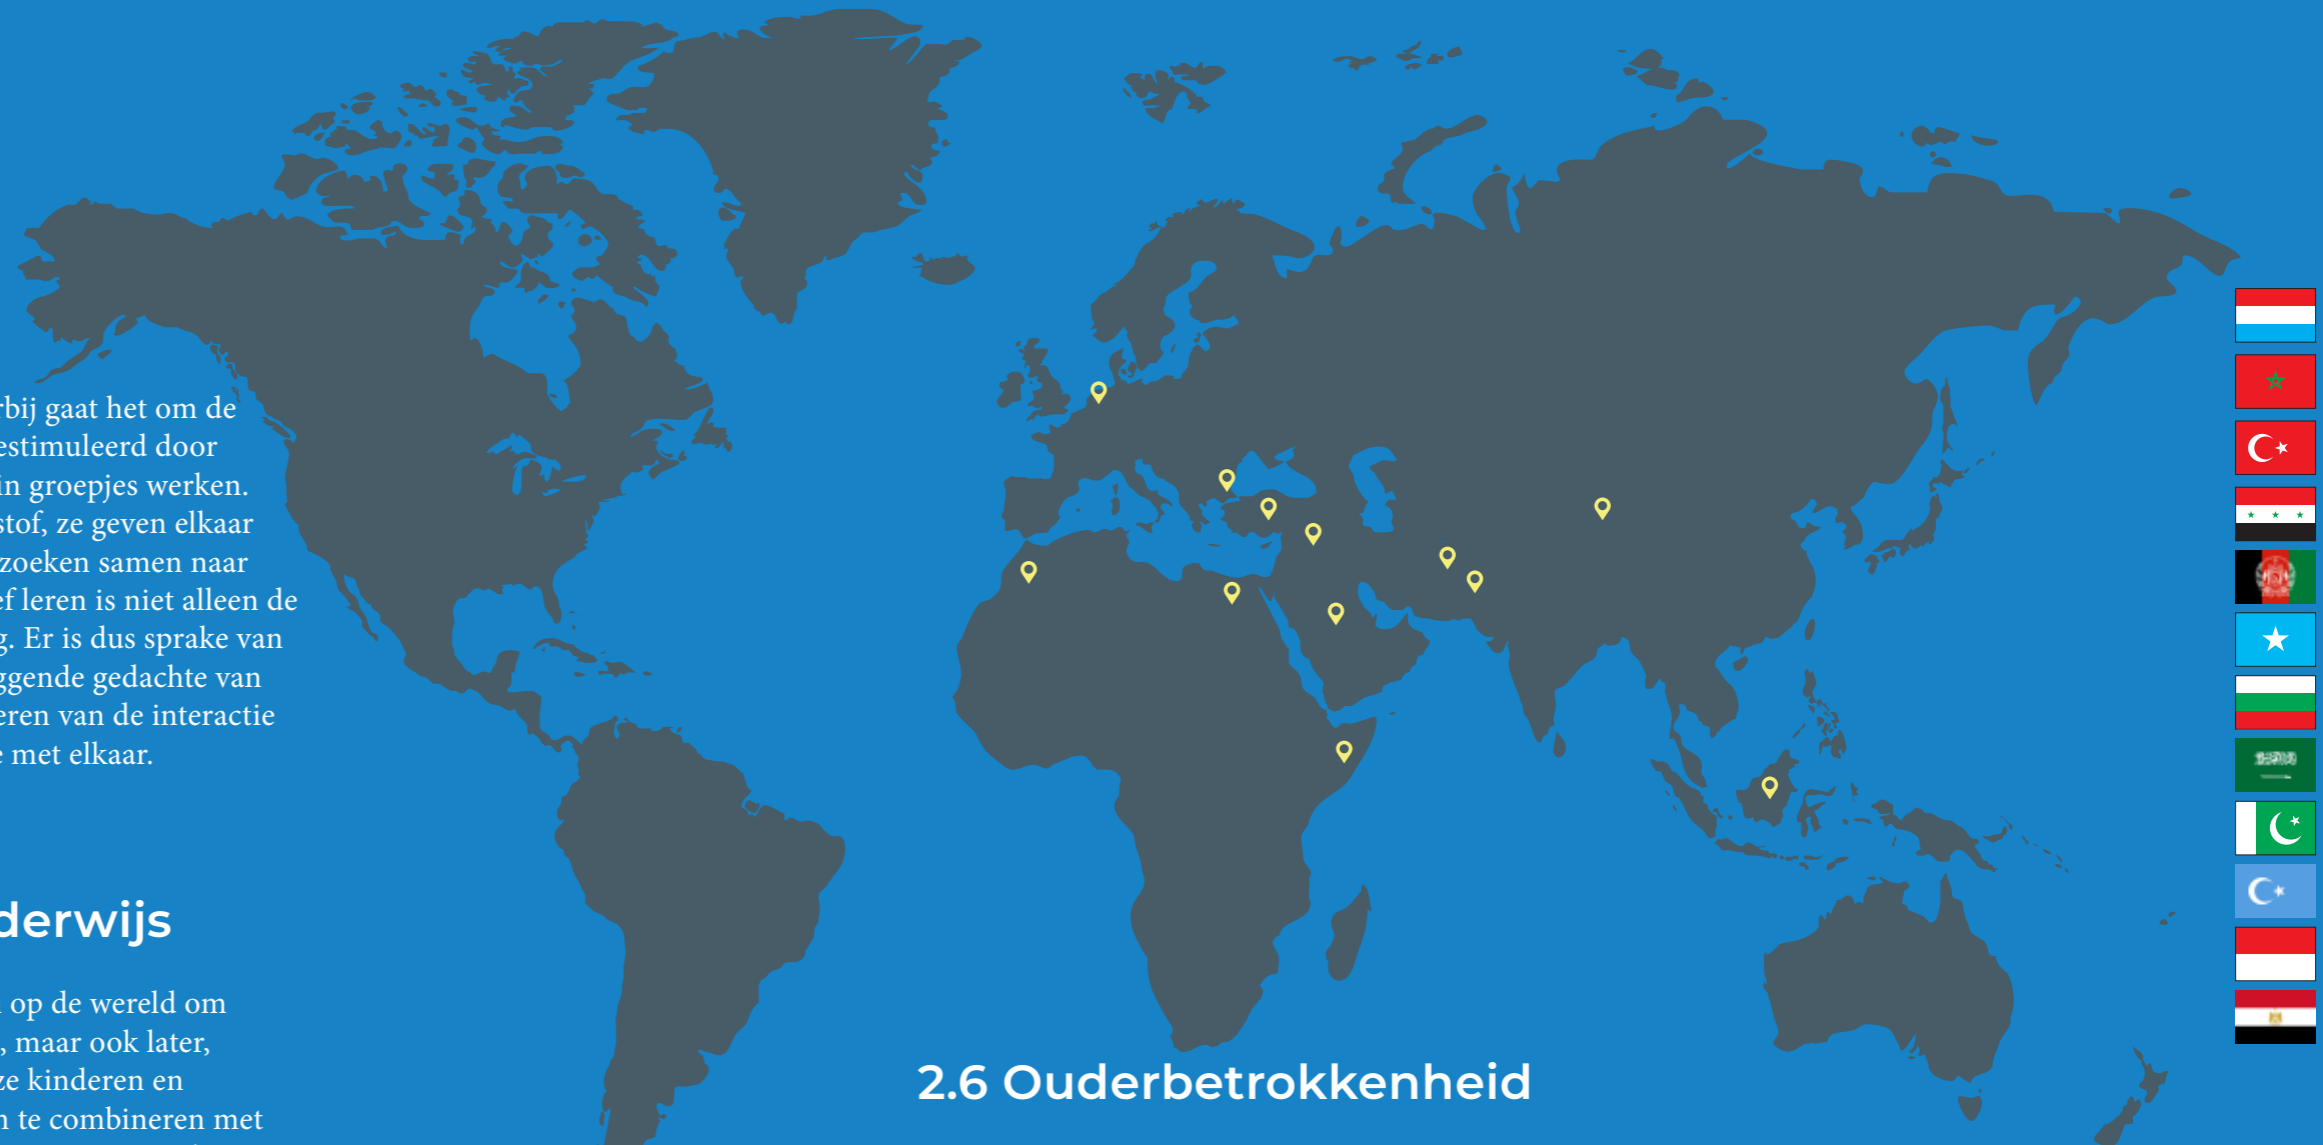 rbij gaat het om de
estimuleerd door
in groepjes werken.
stof, ze geven elkaar
zoeken samen naar
ef leren is niet alleen de
g. Er is dus sprake van
ggende gedachte van
eren van de interactie
e met elkaar.
derwijs
n op de wereld om
, maar ook later,
ze kinderen en
n te combineren met
2.6 Ouderbetrokkenheid